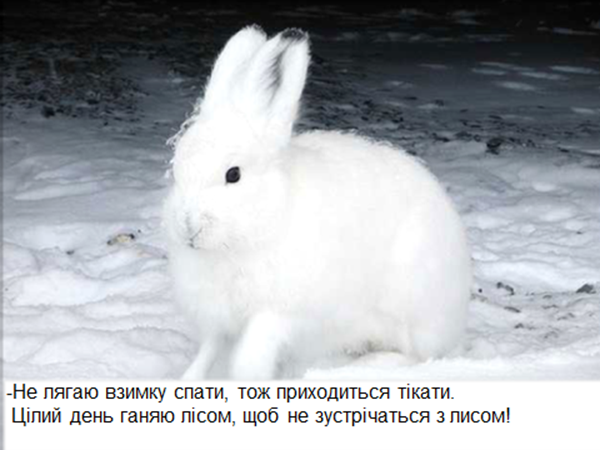 -Не лягаю взимку спати, тож приходиться тікати.
Цілий день ганяю лісом, щоб не зустрічаться з лисом!